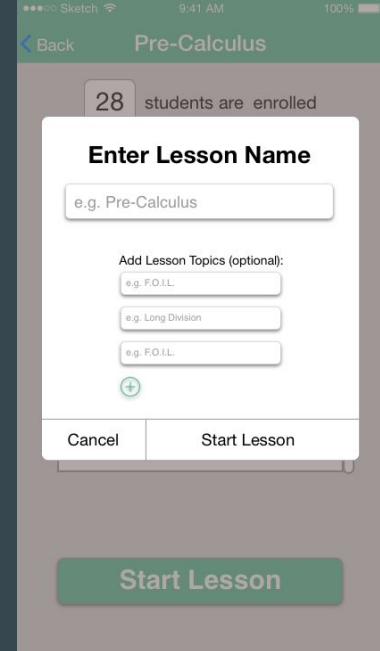 Sketch 9:41 AM 100%
Back Pre-Calculus
28 students are enrolled
Enter Lesson Name
e.g. Pre-Calculus
Add Lesson Topics (optional):
e.g. F.O.I.L.
e.g. Long Division
e.g. F.O.I.L.
Cancel Start Lesson
Start Lesson